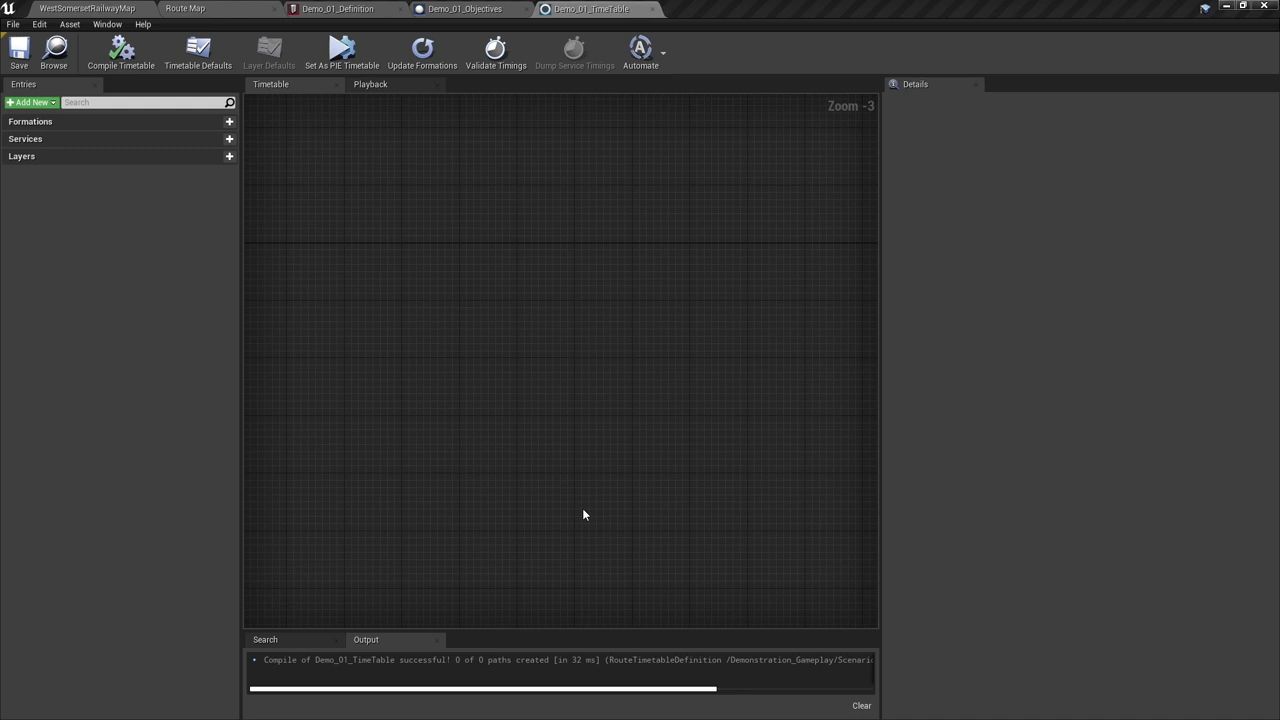 WestSomersetRailwayMap
Route Map
Demo_01_Definition
Demo_01_Objectives
Demo_01_TimeTable
File Edit Asset Window Help
Save
Browse
Compile Timetable
Timetable Defaults
Layer Defaults
Set As PIE Timetable
Update Formations
Validate Timings
Dump Service Timings
Automate
Entries
Timetable
Playback
Details
Add New
Search
Zoom -3
Formations
Services
Layers
Search
Output
Compile of Demo_01_TimeTable successful! 0 of 0 paths created [in 32 ms] (RouteTimetableDefinition /Demonstration_Gameplay/Scenario
Clear